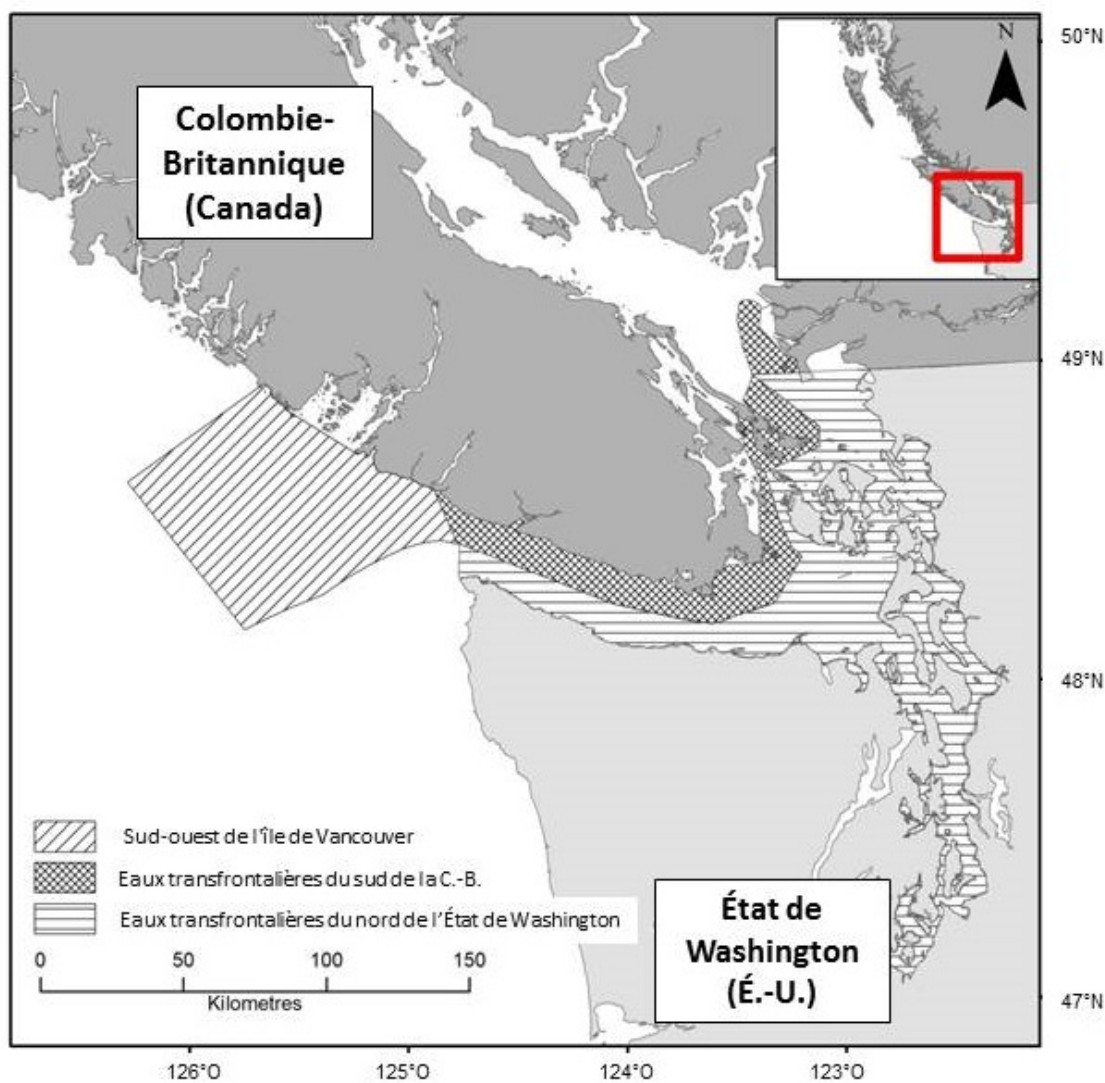 50°N
N
Colombie-
Britannique
(Canada)
49°N
48°N
Sud-ouest de l'île de Vancouver
Eaux transfrontalières du sud de la C.-B.
Eaux transfrontalières du nord de l'État de Washington
0 50 100 150
Kilometres
État de
Washington
(É.-U.)
47°N
126°O 125°O 124°O 123°O